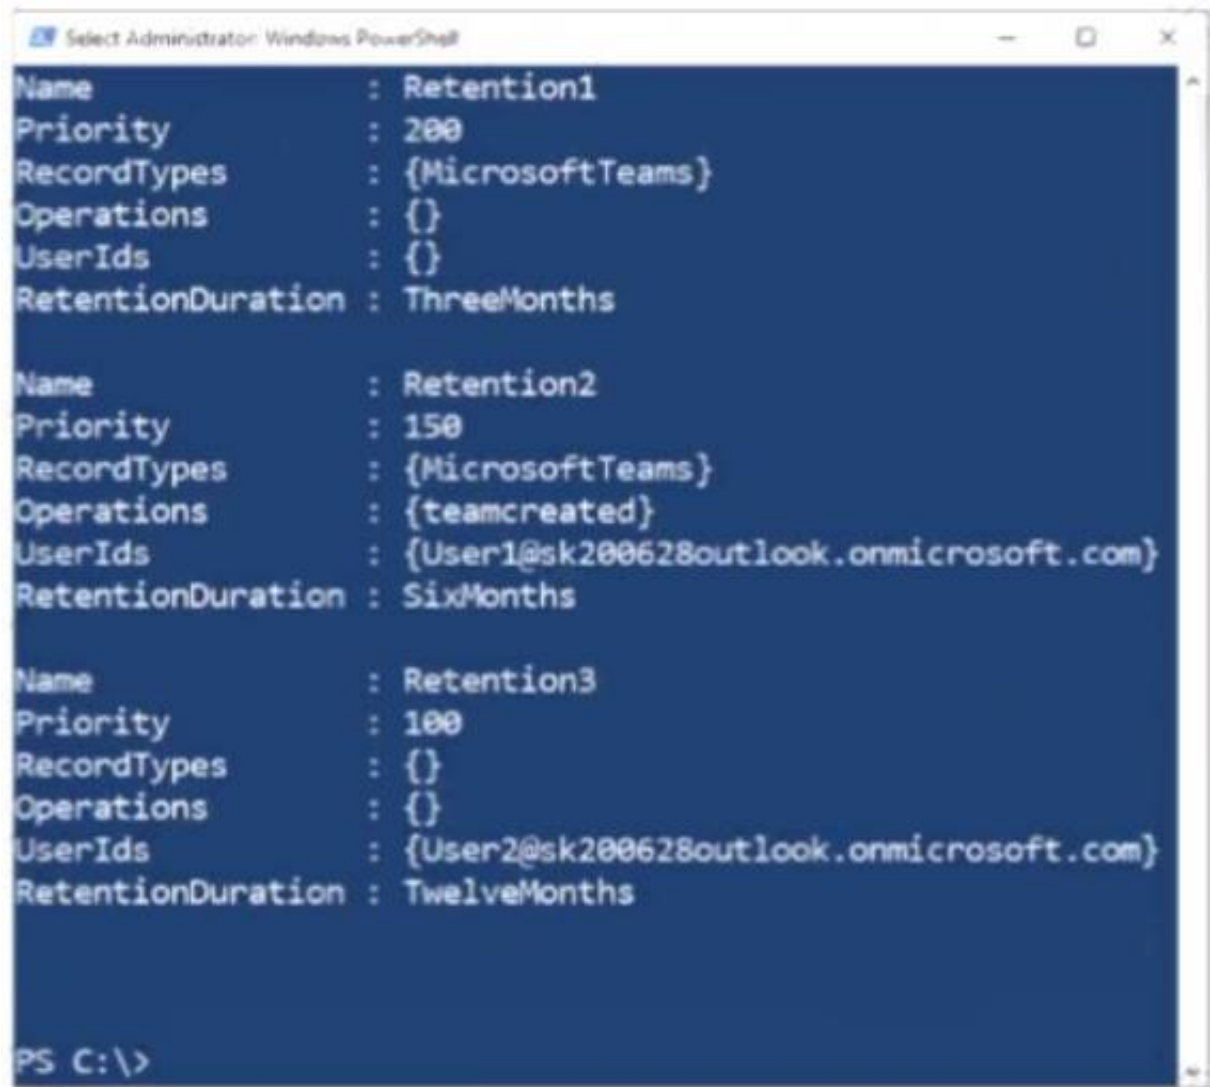 Select Administrator: Windows PowerShell
Name : Retention1
Priority : 200
RecordTypes : {MicrosoftTeams}
Operations : {}
UserIds : {}
RetentionDuration : ThreeMonths
Name : Retention2
Priority : 150
RecordTypes : {MicrosoftTeams}
Operations : {teamcreated}
UserIds : {User1@sk200628outlook.onmicrosoft.com}
RetentionDuration : SixMonths
Name : Retention3
Priority : 100
RecordTypes : {}
Operations : {}
UserIds : {User2@sk200628outlook.onmicrosoft.com}
RetentionDuration : TwelveMonths
PS C:\>